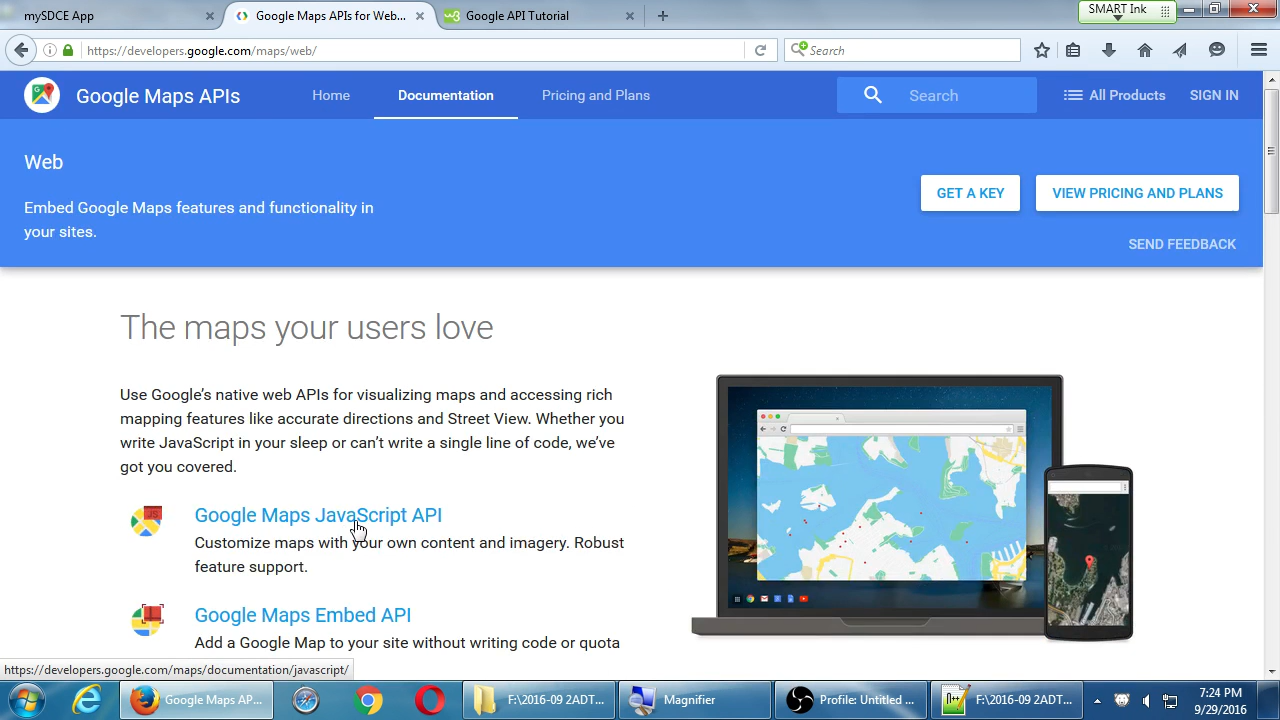 mySDCE App
Google Maps APIs for Web...
Google API Tutorial
SMART Ink
https://developers.google.com/maps/web/
Search
Google Maps APIs
Home
Documentation
Pricing and Plans
Search
All Products
SIGN IN
Web
Embed Google Maps features and functionality in
your sites.
GET A KEY
VIEW PRICING AND PLANS
SEND FEEDBACK
The maps your users love
Use Google's native web APIs for visualizing maps and accessing rich
mapping features like accurate directions and Street View. Whether you
write JavaScript in your sleep or can't write a single line of code, we've
got you covered.
Google Maps JavaScript API
Customize maps with your own content and imagery. Robust
feature support.
Google Maps Embed API
Add a Google Map to your site without writing code or quota
https://developers.google.com/maps/documentation/javascript/
Google Maps AP...
F:\2016-09 2ADT...
Magnifier
Profile: Untitled ...
F:\2016-09 2ADT...
7:24 PM
9/29/2016